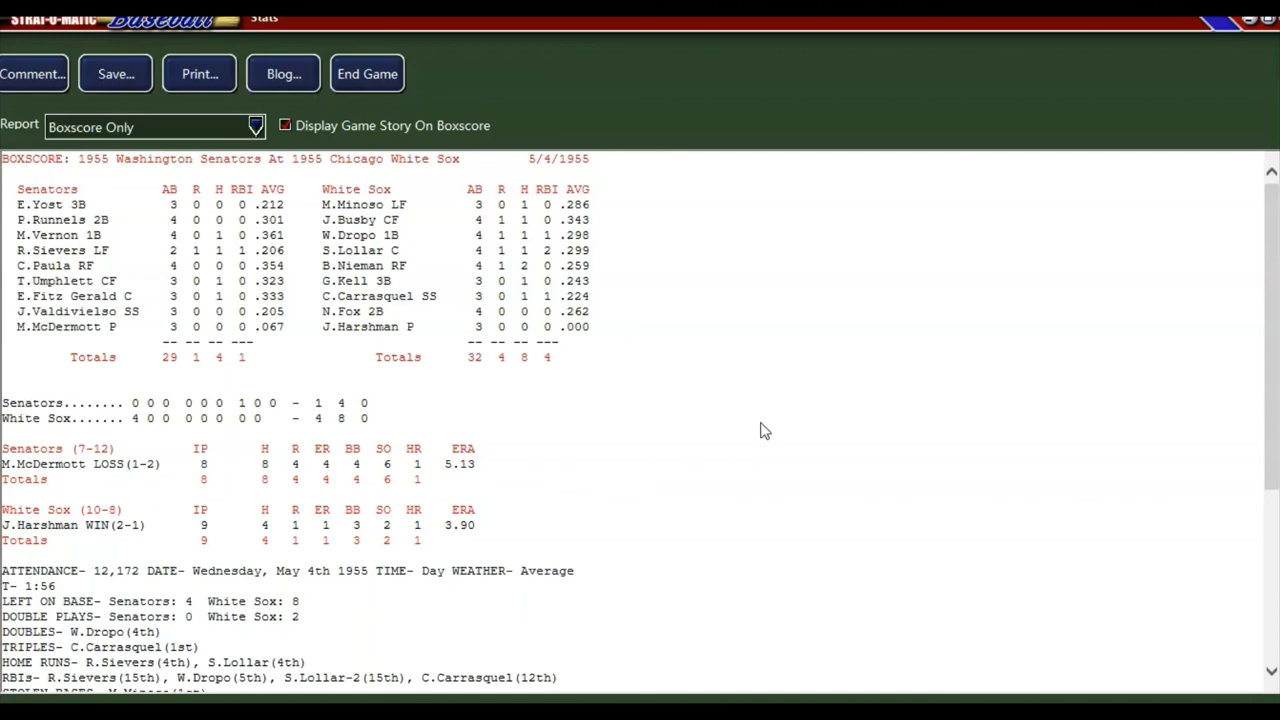 STRAT-O-MATIC Baseball Stats
Comment... Save... Print... Blog... End Game
Report Boxscore Only Display Game Story On Boxscore
BOXSCORE: 1955 Washington Senators At 1955 Chicago White Sox 5/4/1955
Senators AB R H RBI AVG White Sox AB R H RBI AVG
E.Yost 3B 3 0 0 0 .212 M.Minoso LF 3 0 1 0 .286
P.Runnels 2B 4 0 0 0 .301 J.Busby CF 4 1 1 0 .343
M.Vernon 1B 4 0 1 0 .361 W.Dropo 1B 4 1 1 1 .298
R.Sievers LF 2 1 1 1 .206 S.Lollar C 4 1 1 2 .299
C.Paula RF 4 0 0 0 .354 B.Nieman RF 4 1 2 0 .259
T.Umphlett CF 3 0 1 0 .323 G.Kell 3B 3 0 1 0 .243
E.Fitz Gerald C 3 0 1 0 .333 C.Carrasquel SS 3 0 1 1 .224
J.Valdivielso SS 3 0 0 0 .205 N.Fox 2B 4 0 0 0 .262
M.McDermott P 3 0 0 0 .067 J.Harshman P 3 0 0 0 .000
-- -- -- --- -- -- -- ---
Totals 29 1 4 1 Totals 32 4 8 4
Senators........ 0 0 0 0 0 0 1 0 0 - 1 4 0
White Sox....... 4 0 0 0 0 0 0 0 - 4 8 0
Senators (7-12) IP H R ER BB SO HR ERA
M.McDermott LOSS(1-2) 8 8 4 4 4 6 1 5.13
Totals 8 8 4 4 4 6 1
White Sox (10-8) IP H R ER BB SO HR ERA
J.Harshman WIN(2-1) 9 4 1 1 3 2 1 3.90
Totals 9 4 1 1 3 2 1
ATTENDANCE- 12,172 DATE- Wednesday, May 4th 1955 TIME- Day WEATHER- Average
T- 1:56
LEFT ON BASE- Senators: 4 White Sox: 8
DOUBLE PLAYS- Senators: 0 White Sox: 2
DOUBLES- W.Dropo(4th)
TRIPLES- C.Carrasquel(1st)
HOME RUNS- R.Sievers(4th), S.Lollar(4th)
RBIs- R.Sievers(15th), W.Dropo(5th), S.Lollar-2(15th), C.Carrasquel(12th)
STOLEN BASES- M.Minoso(1st)